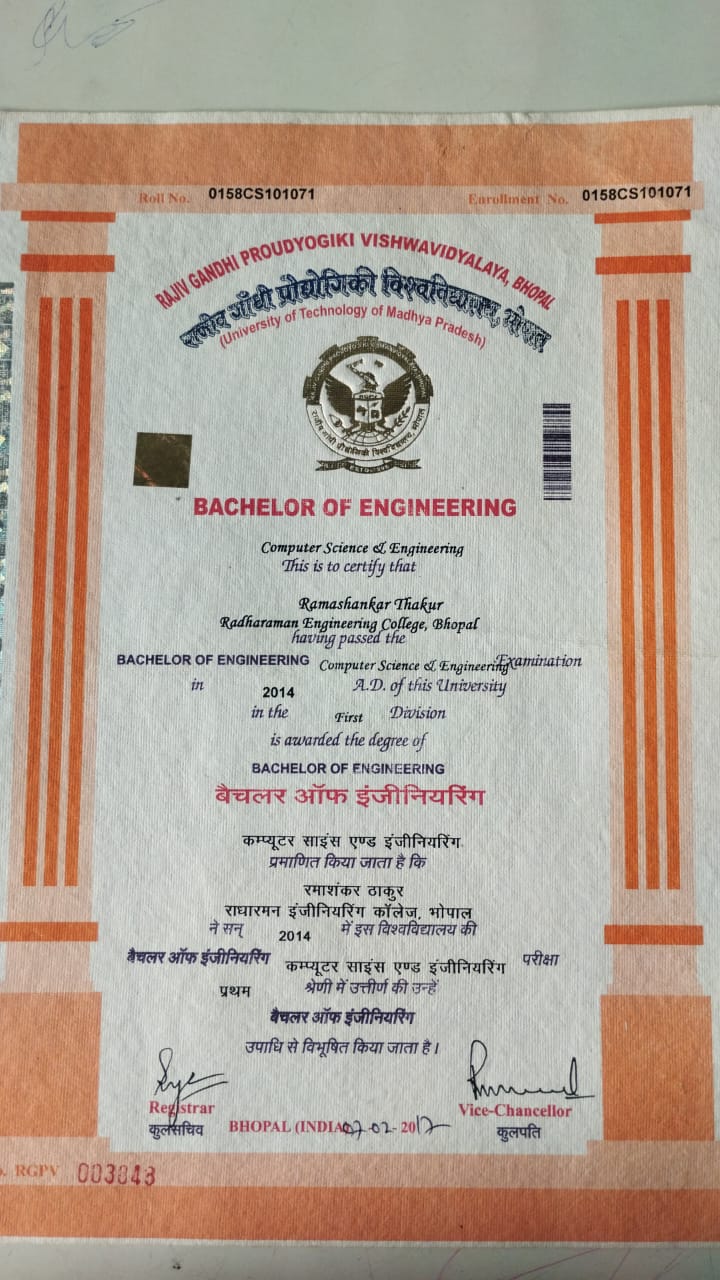 Roll No. 0158CS101071 Enrollment No. 0158CS101071
RAJIV GANDHI PROUDYOGIKI VISHWAVIDYALAYA, BHOPAL
राजीव गाँधी प्रौद्योगिकी विश्वविद्यालय, भोपाल
(University of Technology of Madhya Pradesh)
राजीव गाँधी प्रौद्योगिकी विश्वविद्यालय, भोपाल
BACHELOR OF ENGINEERING
Computer Science & Engineering
This is to certify that
Ramashankar Thakur
Radharaman Engineering College, Bhopal
having passed the
BACHELOR OF ENGINEERING Computer Science & Engineering Examination
in 2014 A.D. of this University
in the First Division
is awarded the degree of
BACHELOR OF ENGINEERING
बैचलर ऑफ इंजीनियरिंग
कम्प्यूटर साइंस एण्ड इंजीनियरिंग
प्रमाणित किया जाता है कि
रमाशंकर ठाकुर
राधारमन इंजीनियरिंग कॉलेज, भोपाल
ने सन् 2014 में इस विश्वविद्यालय की
बैचलर ऑफ इंजीनियरिंग कम्प्यूटर साइंस एण्ड इंजीनियरिंग परीक्षा
प्रथम श्रेणी में उत्तीर्ण की उन्हें
बैचलर ऑफ इंजीनियरिंग
उपाधि से विभूषित किया जाता है।
Registrar Vice-Chancellor
कुलसचिव BHOPAL (INDIA) 07-02-2017 कुलपति
RGPV 003843